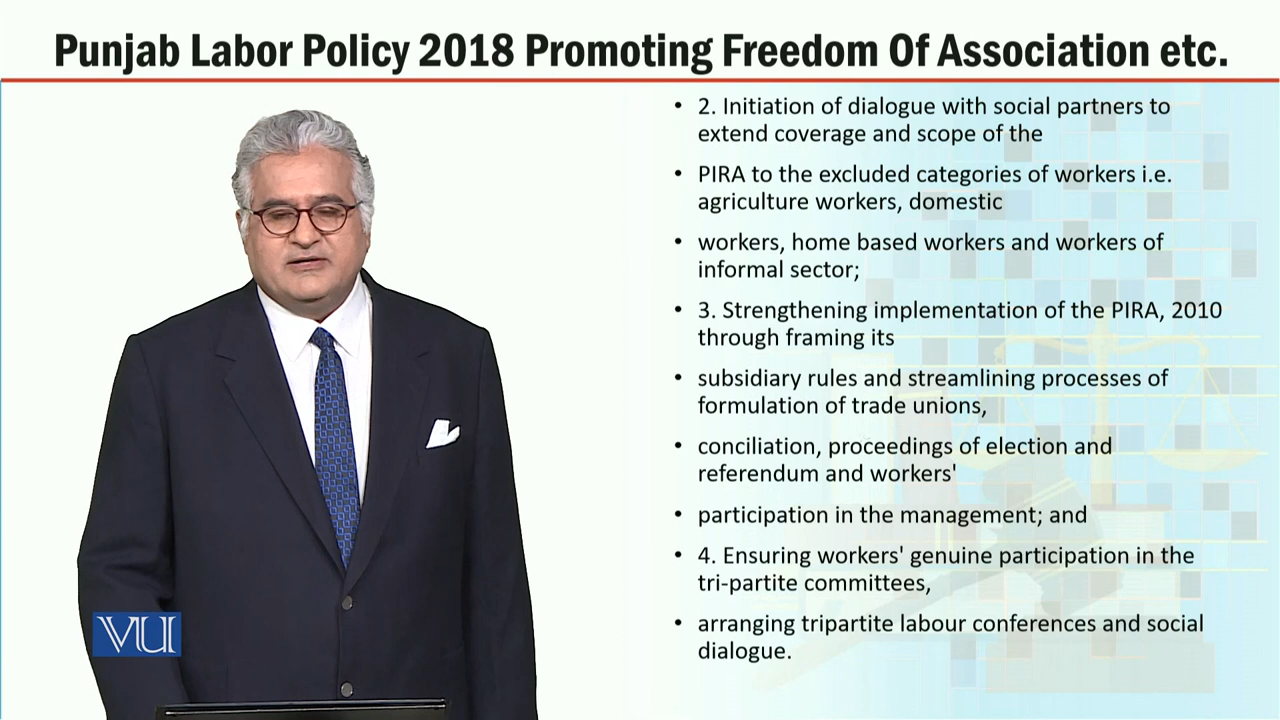 Punjab Labor Policy 2018 Promoting Freedom Of Association etc.
• 2. Initiation of dialogue with social partners to
extend coverage and scope of the
• PIRA to the excluded categories of workers i.e.
agriculture workers, domestic
• workers, home based workers and workers of
informal sector;
• 3. Strengthening implementation of the PIRA, 2010
through framing its
• subsidiary rules and streamlining processes of
formulation of trade unions,
• conciliation, proceedings of election and
referendum and workers'
• participation in the management; and
• 4. Ensuring workers' genuine participation in the
tri-partite committees,
• arranging tripartite labour conferences and social
dialogue.
VU